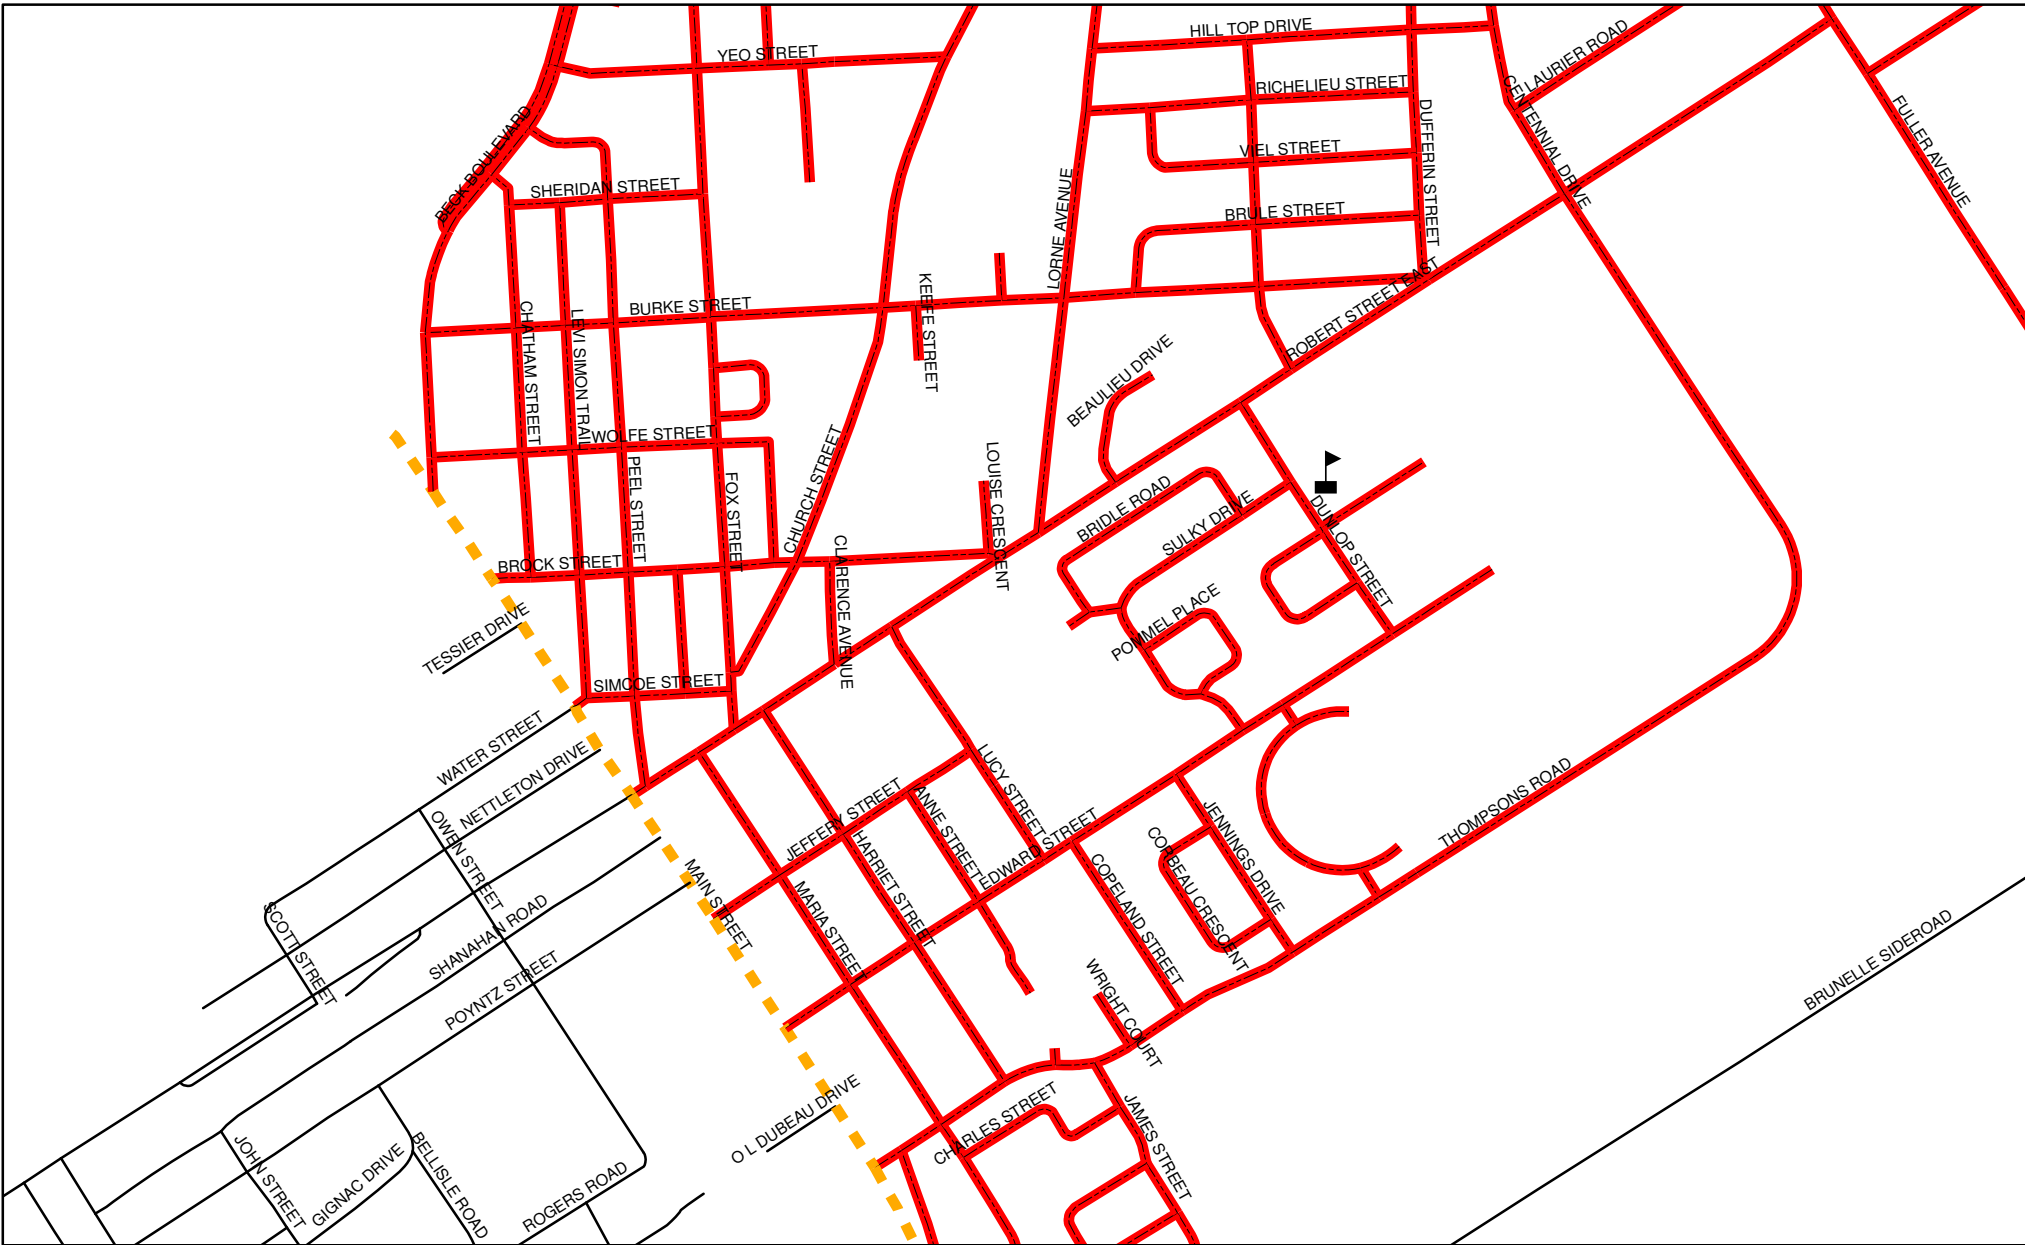 HILL TOP DRIVE
YEO STREET
LAURIER ROAD
RICHELIEU STREET
CENTENNIAL DRIVE
FULLER AVENUE
BECK BOULEVARD
DUFFERIN STREET
VIEL STREET
SHERIDAN STREET
LORNE AVENUE
BRULE STREET
ROBERT STREET EAST
KEEFE STREET
BURKE STREET
CHATHAM STREET
LEVI SIMON TRAIL
BEAULIEU DRIVE
WOLFE STREET
CHURCH STREET
LOUISE CRESCENT
PEEL STREET
FOX STREET
BRIDLE ROAD
SULKY DRIVE
DUNLOP STREET
BROCK STREET
CLARENCE AVENUE
POMMEL PLACE
TESSIER DRIVE
SIMCOE STREET
WATER STREET
NETTLETON DRIVE
LUCY STREET
THOMPSONS ROAD
JEFFERY STREET
ANNE STREET
JENNINGS DRIVE
OWEN STREET
EDWARD STREET
CORBEAU CRESCENT
HARRIET STREET
MAIN STREET
COPELAND STREET
MARIA STREET
SCOTT STREET
SHANAHAN ROAD
BRUNELLE SIDEROAD
POYNTZ STREET
WRIGHT COURT
O L DUBEAU DRIVE
CHARLES STREET
JAMES STREET
JOHN STREET
GIGNAC DRIVE
BELLISLE ROAD
ROGERS ROAD